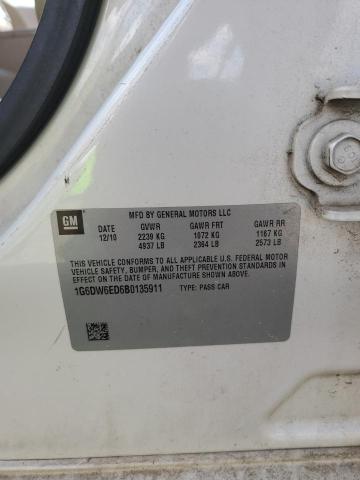 GM
MFD BY GENERAL MOTORS LLC
DATE GVWR GAWR FRT GAWR RR
12/10 2239 KG 1072 KG 1167 KG
4937 LB 2364 LB 2573 LB
THIS VEHICLE CONFORMS TO ALL APPLICABLE U.S. FEDERAL MOTOR
VEHICLE SAFETY, BUMPER, AND THEFT PREVENTION STANDARDS IN
EFFECT ON THE DATE OF MANUFACTURE SHOWN ABOVE.
1G6DW6ED6B0135911 TYPE: PASS CAR